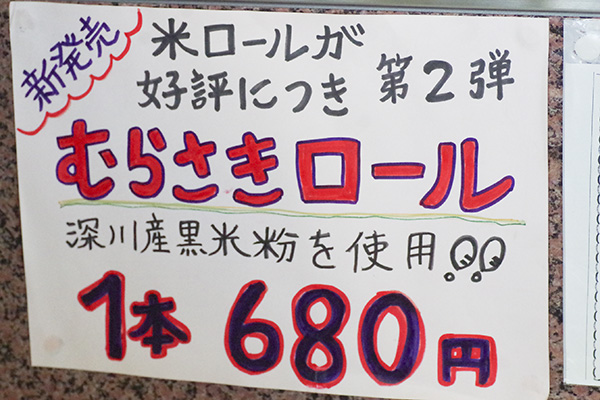 新発売
米ロールが
好評につき 第2弾
むらさきロール
深川産黒米粉を使用!!
1本 680円